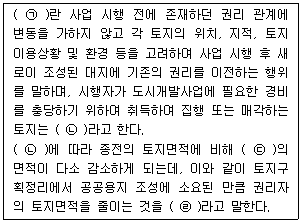 ( ㉠ )란 사업 시행 전에 존재하던 권리 관계에
변동을 가하지 않고 각 토지의 위치, 지적, 토지
이용상황 및 환경 등을 고려하여 사업 시행 후 새
로이 조성된 대지에 기존의 권리를 이전하는 행위
를 말하며, 시행자가 도시개발사업에 필요한 경비
를 충당하기 위하여 취득하여 집행 또는 매각하는
토지는 ( ㉡ )라고 한다.
( ㉡ )에 따라 종전의 토지면적에 비해 ( ㉢ )의
면적이 다소 감소하게 되는데, 이와 같이 토지구
획정리에서 공공용지 조성에 소요된 만큼 권리자
의 토지면적을 줄이는 것을 ( ㉣ )라고 말한다.